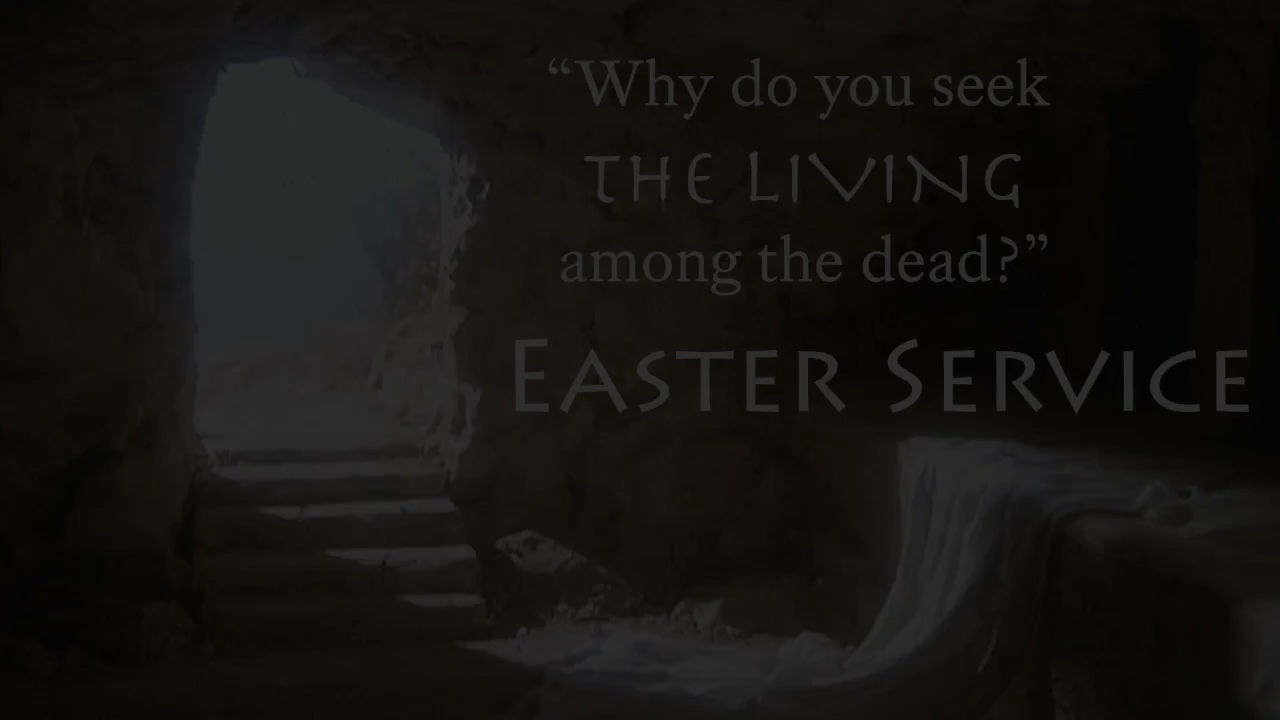 “Why do you seek
THE LIVING
among the dead?”
EASTER SERVICE